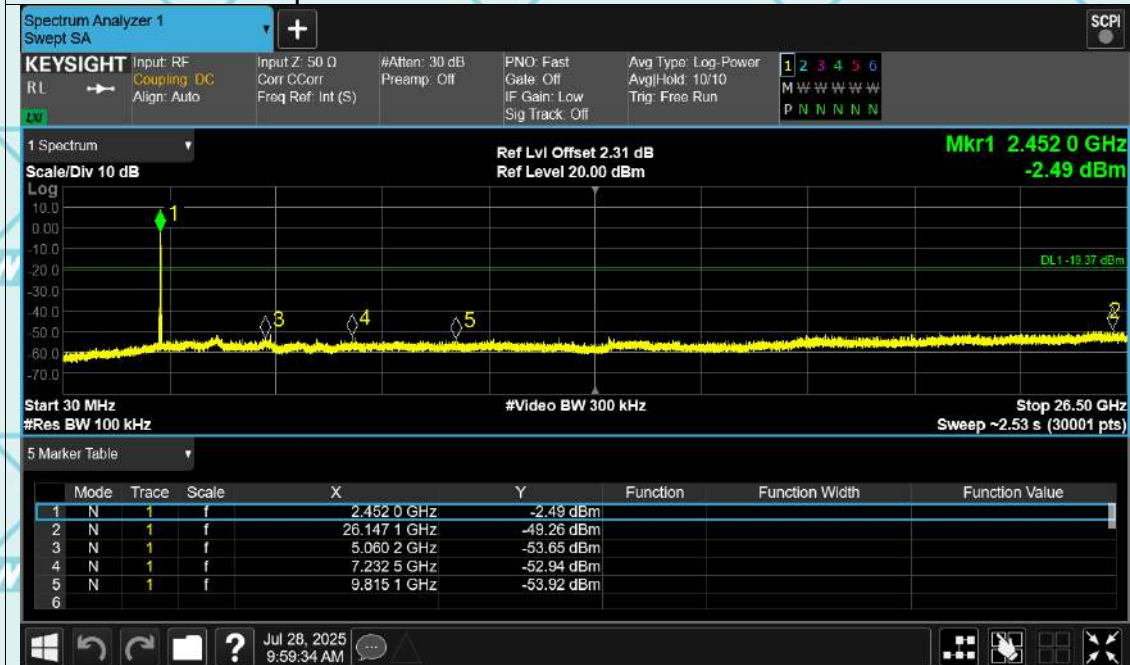 Spectrum Analyzer 1
Swept SA
+
SCPI
KEYSIGHT
RL
LXI
Input: RF
Coupling: DC
Align: Auto
Input Z: 50 Ω
Corr CCorr
Freq Ref: Int (S)
#Atten: 30 dB
Preamp: Off
PNO: Fast
Gate: Off
IF Gain: Low
Sig Track: Off
Avg Type: Log-Power
Avg|Hold: 10/10
Trig: Free Run
1 2 3 4 5 6
M W W W W W
P N N N N N
1 Spectrum
Scale/Div 10 dB
Ref Lvl Offset 2.31 dB
Ref Level 20.00 dBm
Mkr1 2.452 0 GHz
-2.49 dBm
Log
10.0
0.00
-10.0
-20.0
-30.0
-40.0
-50.0
-60.0
-70.0
1
DL1 -19.37 dBm
3
4
5
2
Start 30 MHz
#Res BW 100 kHz
#Video BW 300 kHz
Stop 26.50 GHz
Sweep ~2.53 s (30001 pts)
5 Marker Table
Mode Trace Scale X Y Function Function Width Function Value
1 N 1 f 2.452 0 GHz -2.49 dBm
2 N 1 f 26.147 1 GHz -49.26 dBm
3 N 1 f 5.060 2 GHz -53.65 dBm
4 N 1 f 7.232 5 GHz -52.94 dBm
5 N 1 f 9.815 1 GHz -53.92 dBm
6
?
Jul 28, 2025
9:59:34 AM